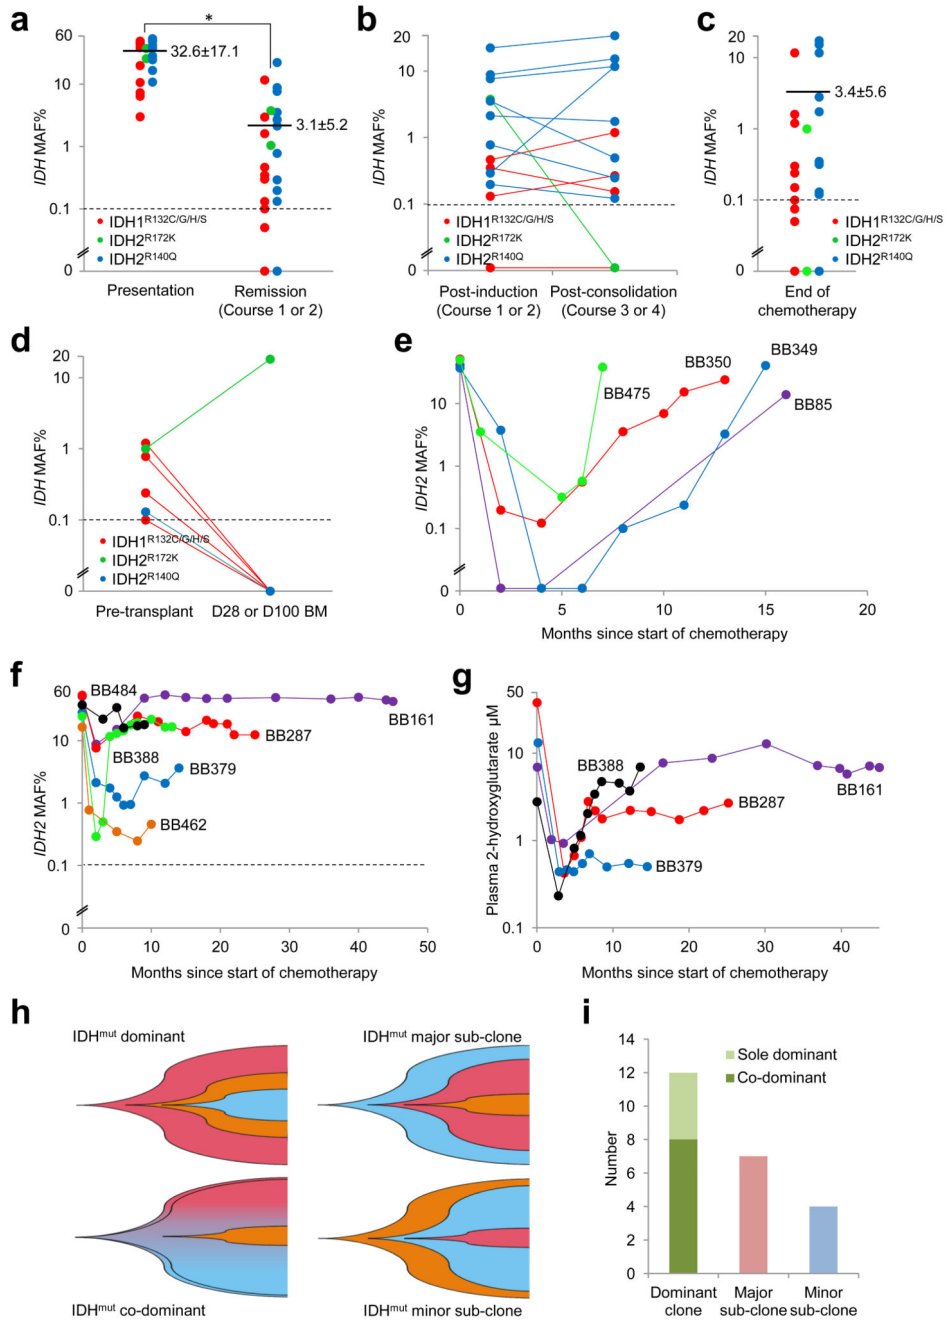 a
*
60
10
1
0.1
0
IDH MAF%
32.6±17.1
3.1±5.2
IDH1R132C/G/H/S
IDH2R172K
IDH2R140Q
Presentation
Remission
(Course 1 or 2)
b
20
10
1
0.1
0
IDH MAF%
IDH1R132C/G/H/S
IDH2R172K
IDH2R140Q
Post-induction
(Course 1 or 2)
Post-consolidation
(Course 3 or 4)
c
20
10
1
0.1
0
IDH MAF%
3.4±5.6
IDH1R132C/G/H/S
IDH2R172K
IDH2R140Q
End of
chemotherapy
d
20
10
1
0.1
0
IDH MAF%
IDH1R132C/G/H/S
IDH2R172K
IDH2R140Q
Pre-transplant
D28 or D100 BM
e
10
1
0.1
0
IDH2 MAF%
BB475
BB350
BB349
BB85
0 5 10 15 20
Months since start of chemotherapy
f
60
10
1
0.1
0
IDH2 MAF%
BB484
BB161
BB287
BB388
BB379
BB462
0 10 20 30 40 50
Months since start of chemotherapy
g
50
10
1
0.1
Plasma 2-hydroxyglutarate µM
BB388
BB161
BB287
BB379
0 10 20 30 40
Months since start of chemotherapy
h
IDHmut dominant
IDHmut major sub-clone
IDHmut co-dominant
IDHmut minor sub-clone
i
14
12
10
8
6
4
2
0
Number
Sole dominant
Co-dominant
Dominant
clone
Major
sub-clone
Minor
sub-clone